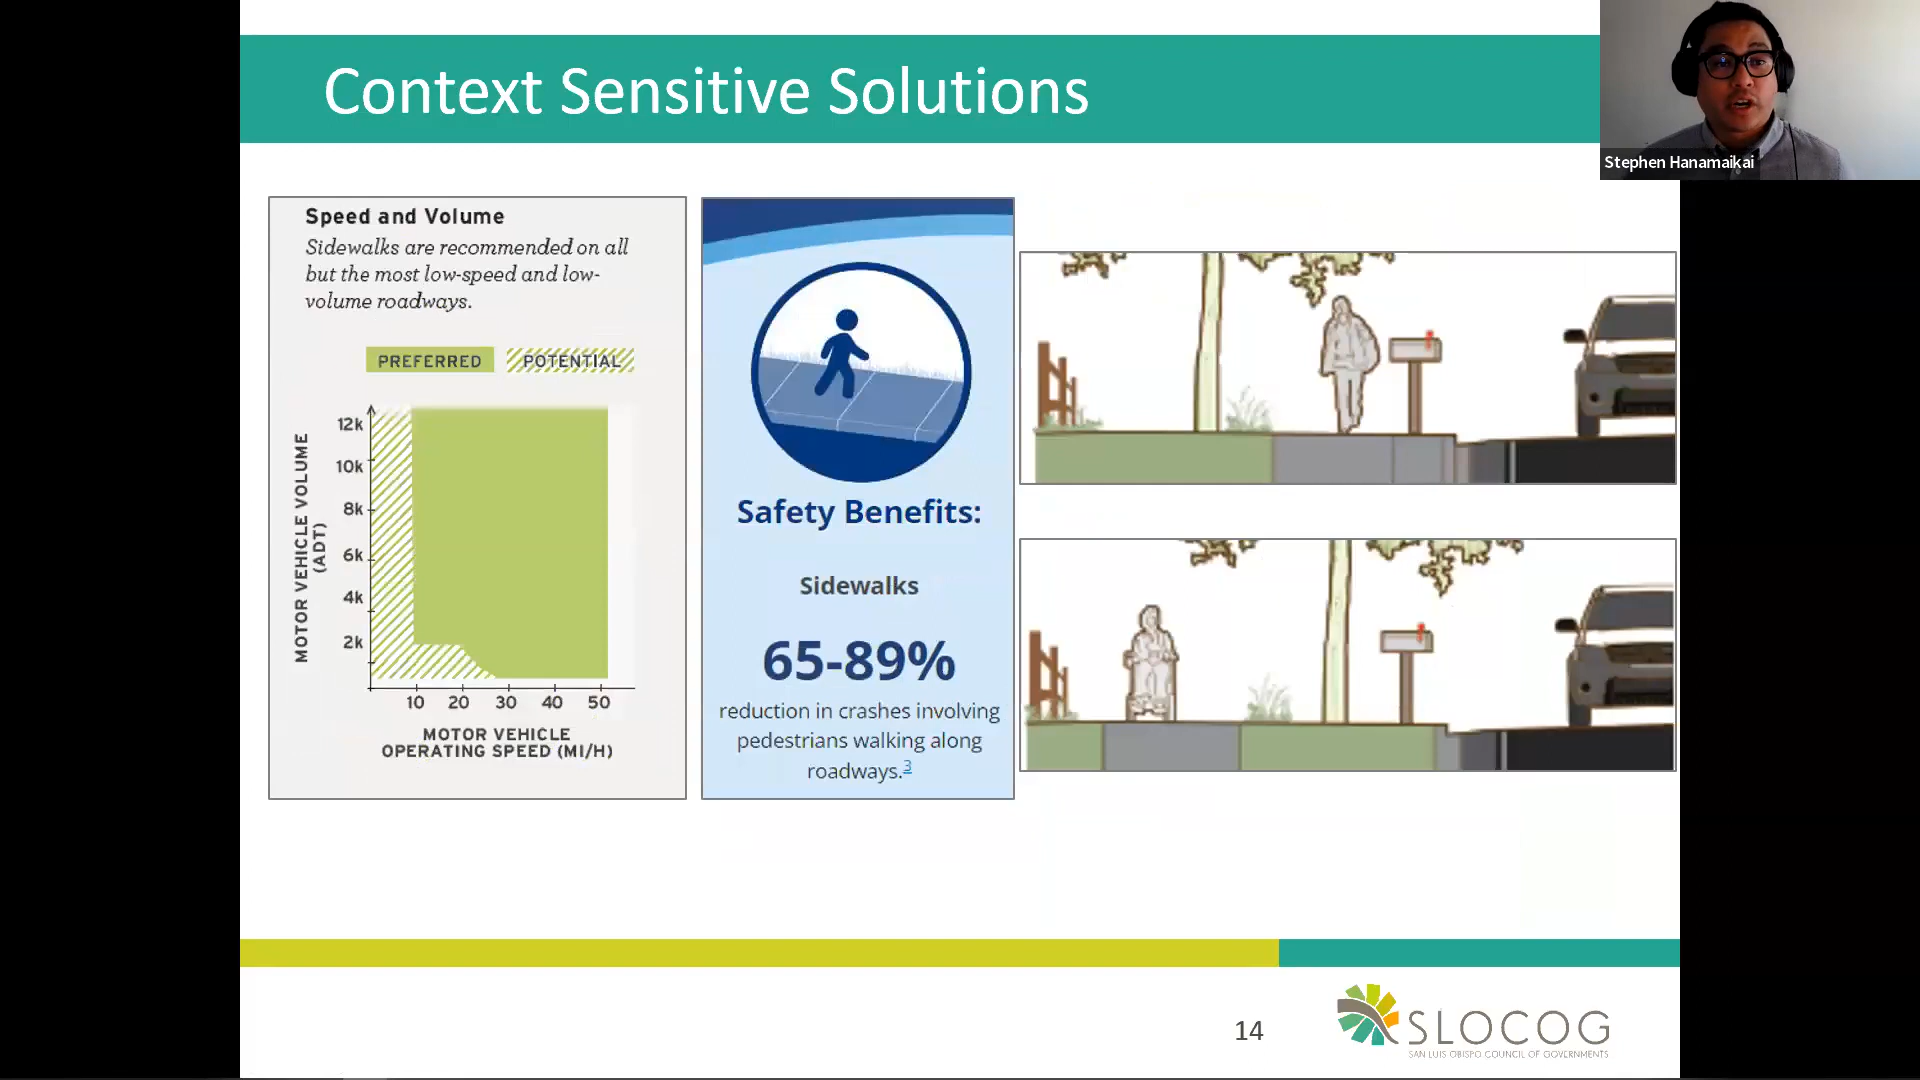 Context Sensitive Solutions
Stephen Hanamaikai
Speed and Volume
Sidewalks are recommended on all
but the most low-speed and low-
volume roadways.
PREFERRED
POTENTIAL
MOTOR VEHICLE VOLUME
(ADT)
12k
10k
8k
6k
4k
2k
10 20 30 40 50
MOTOR VEHICLE
OPERATING SPEED (MI/H)
Safety Benefits:
Sidewalks
65-89%
reduction in crashes involving
pedestrians walking along
roadways.3
14
SLOCOG
SAN LUIS OBISPO COUNCIL OF GOVERNMENTS